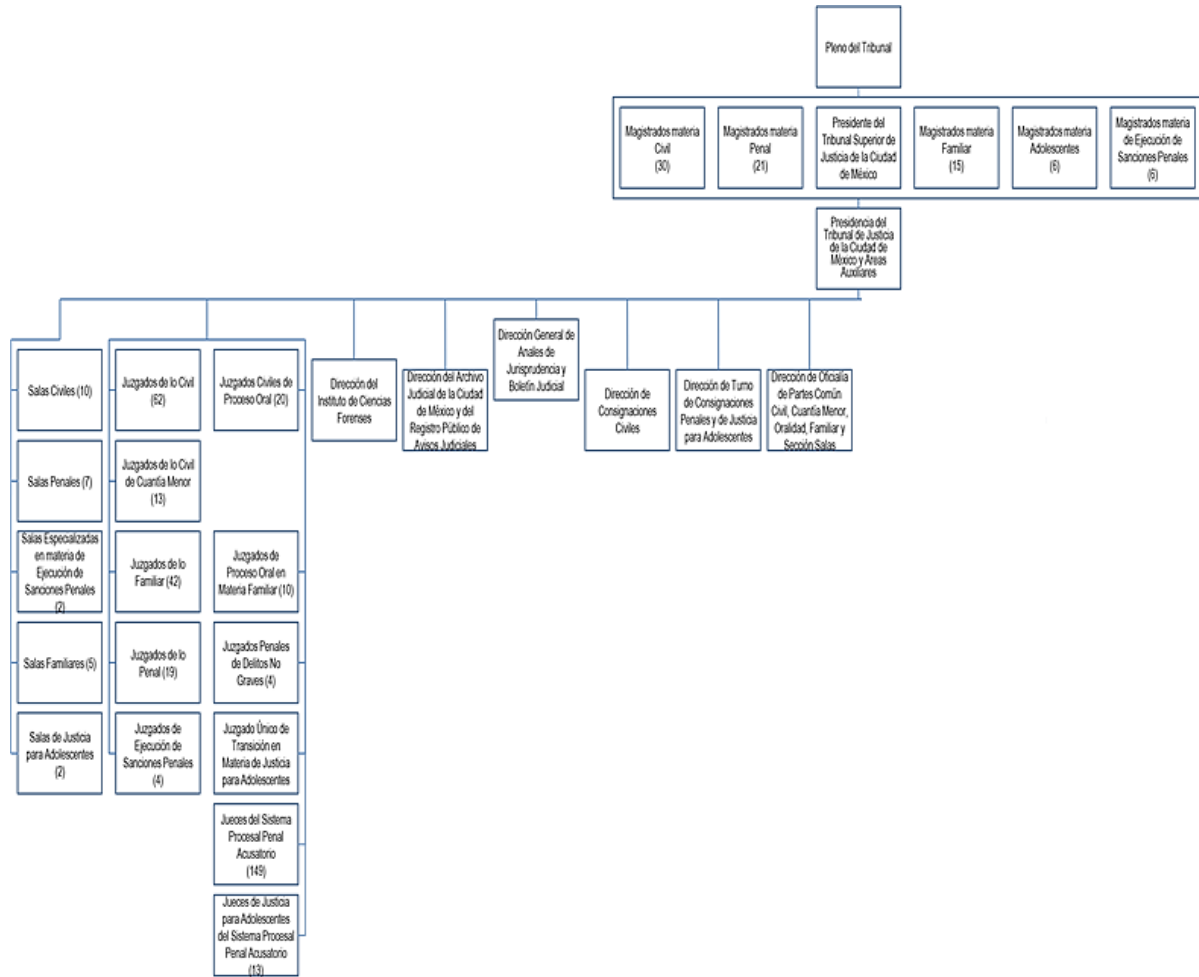 Pleno del Tribunal
Magistrados materia
Civil
(30)
Magistrados materia
Penal
(21)
Presidente del
Tribunal Superior de
Justicia de la Ciudad
de México
Magistrados materia
Familiar
(15)
Magistrados materia
Adolescentes
(6)
Magistrados materia
de Ejecución de
Sanciones Penales
(6)
Presidencia del
Tribunal de Justicia
de la Ciudad de
México y Areas
Auxiliares
Salas Civiles (10)
Salas Penales (7)
Salas Especializadas
en materia de
Ejecución de
Sanciones Penales
(2)
Salas Familiares (5)
Salas de Justicia
para Adolescentes
(2)
Juzgados de lo Civil
(62)
Juzgados de lo Civil
de Cuantía Menor
(13)
Juzgados de lo
Familiar (42)
Juzgados de lo
Penal (19)
Juzgados de
Ejecución de
Sanciones Penales
(4)
Juzgados Civiles de
Proceso Oral (20)
Juzgados de
Proceso Oral en
Materia Familiar (10)
Juzgados Penales
de Delitos No
Graves (4)
Juzgado Único de
Transición en
Materia de Justicia
para Adolescentes
Jueces del Sistema
Procesal Penal
Acusatorio
(149)
Jueces de Justicia
para Adolescentes
del Sistema Procesal
Penal Acusatorio
(13)
Dirección del
Instituto de Ciencias
Forenses
Dirección del Archivo
Judicial de la Ciudad
de México y del
Registro Público de
Avisos Judiciales
Dirección General de
Anales de
Jurisprudencia y
Boletín Judicial
Dirección de
Consignaciones
Civiles
Dirección de Turno
de Consignaciones
Penales y de Justicia
para Adolescentes
Dirección de Oficialía
de Partes Común
Civil, Cuantía Menor,
Oralidad, Familiar y
Sección Salas